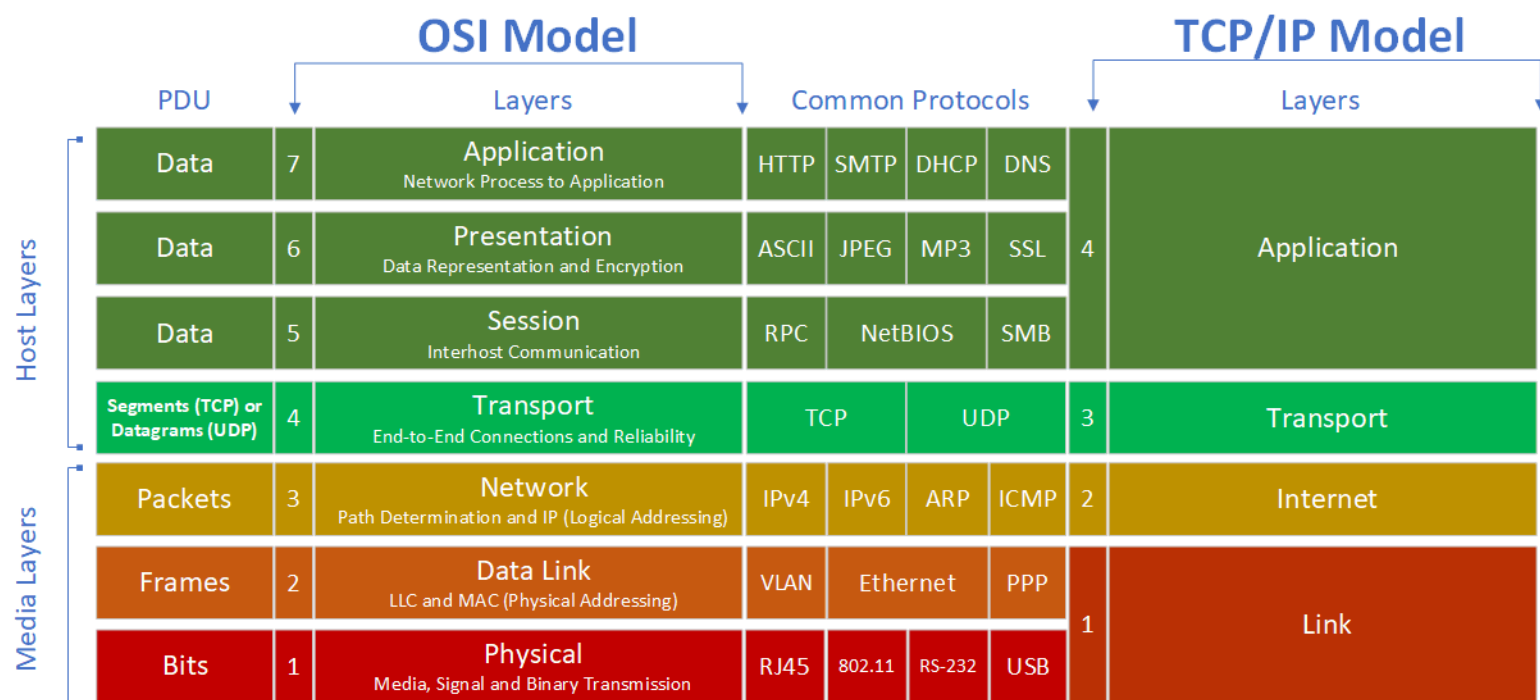 OSI Model
TCP/IP Model
PDU
Layers
Common Protocols
Layers
Host Layers
Data
7
Application
Network Process to Application
HTTP
SMTP
DHCP
DNS
Data
6
Presentation
Data Representation and Encryption
ASCII
JPEG
MP3
SSL
4
Application
Data
5
Session
Interhost Communication
RPC
NetBIOS
SMB
Segments (TCP) or
Datagrams (UDP)
4
Transport
End-to-End Connections and Reliability
TCP
UDP
3
Transport
Media Layers
Packets
3
Network
Path Determination and IP (Logical Addressing)
IPv4
IPv6
ARP
ICMP
2
Internet
Frames
2
Data Link
LLC and MAC (Physical Addressing)
VLAN
Ethernet
PPP
1
Link
Bits
1
Physical
Media, Signal and Binary Transmission
RJ45
802.11
RS-232
USB